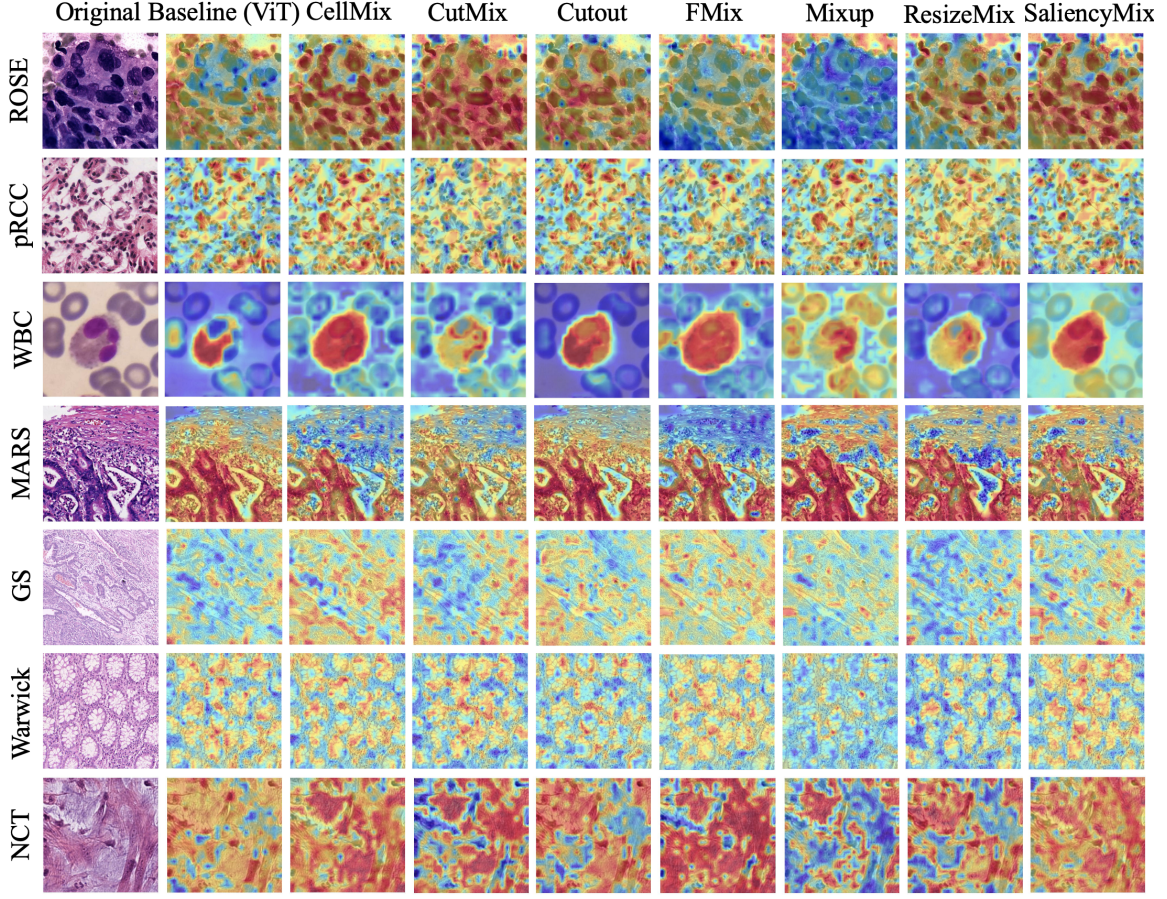 Original Baseline (ViT) CellMix CutMix Cutout FMix Mixup ResizeMix SaliencyMix
ROSE
pRCC
WBC
MARS
GS
Warwick
NCT